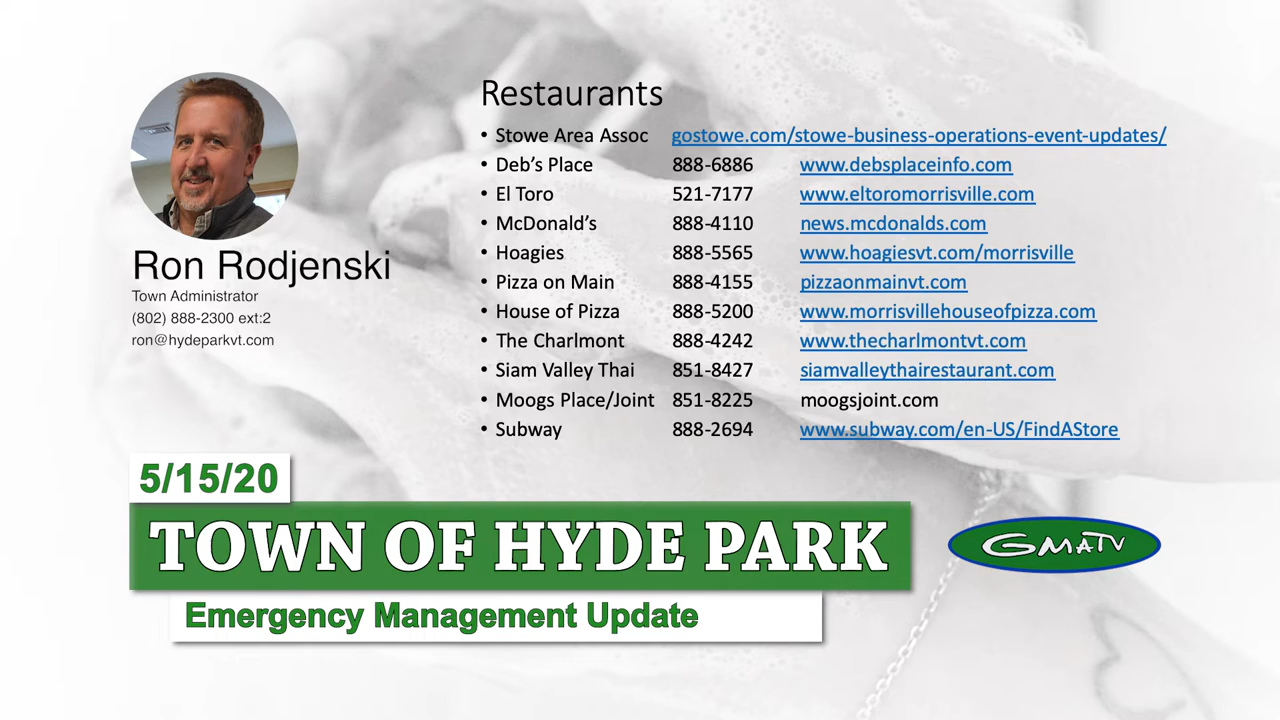 Ron Rodjenski
Town Administrator
(802) 888-2300 ext:2
ron@hydeparkvt.com
Restaurants
• Stowe Area Assoc gostowe.com/stowe-business-operations-event-updates/
• Deb’s Place 888-6886 www.debsplaceinfo.com
• El Toro 521-7177 www.eltoromorrisville.com
• McDonald’s 888-4110 news.mcdonalds.com
• Hoagies 888-5565 www.hoagiesvt.com/morrisville
• Pizza on Main 888-4155 pizzaonmainvt.com
• House of Pizza 888-5200 www.morrisvillehouseofpizza.com
• The Charlmont 888-4242 www.thecharlmontvt.com
• Siam Valley Thai 851-8427 siamvalleythairestaurant.com
• Moogs Place/Joint 851-8225 moogsjoint.com
• Subway 888-2694 www.subway.com/en-US/FindAStore
5/15/20
TOWN OF HYDE PARK
GMATV
Emergency Management Update